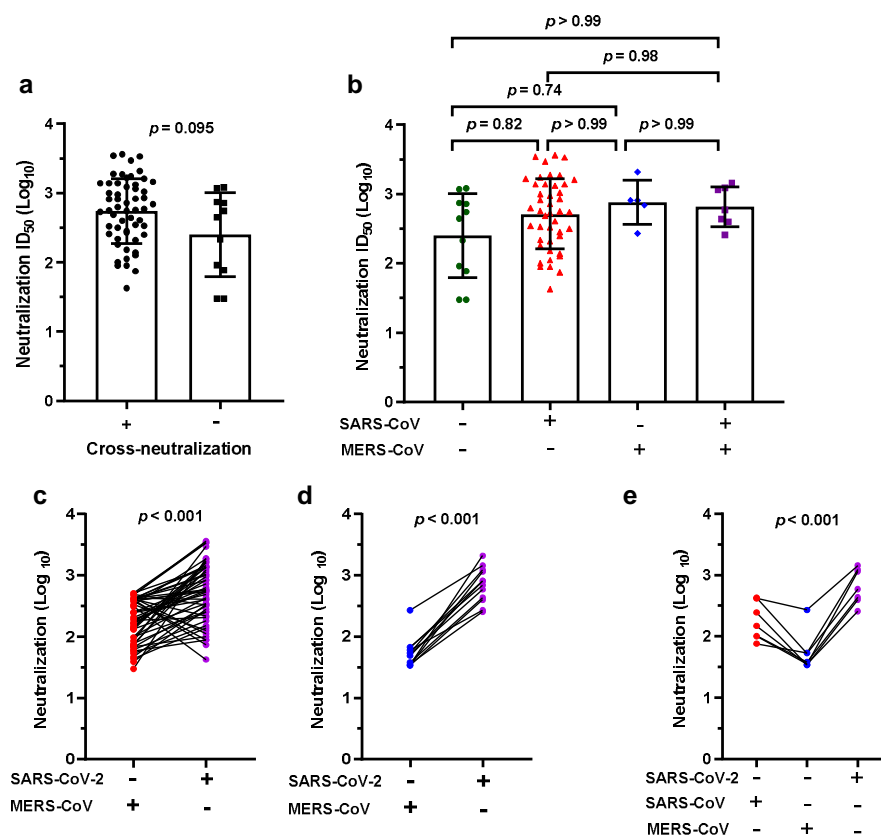 p > 0.99
p = 0.98
a
b
p = 0.74
p = 0.095
p = 0.82
p > 0.99
p > 0.99
Neutralization ID50 (Log10)
4
3
2
1
0
+
-
Cross-neutralization
Neutralization ID50 (Log10)
4
3
2
1
0
SARS-CoV
-
+
-
+
MERS-CoV
-
-
+
+
c
p < 0.001
Neutralization (Log 10)
4
3
2
1
0
SARS-CoV-2
-
+
MERS-CoV
+
-
d
p < 0.001
Neutralization (Log 10)
4
3
2
1
0
SARS-CoV-2
-
+
MERS-CoV
+
-
e
p < 0.001
Neutralization (Log 10)
4
3
2
1
0
SARS-CoV-2
-
-
+
SARS-CoV
+
-
-
MERS-CoV
-
+
-